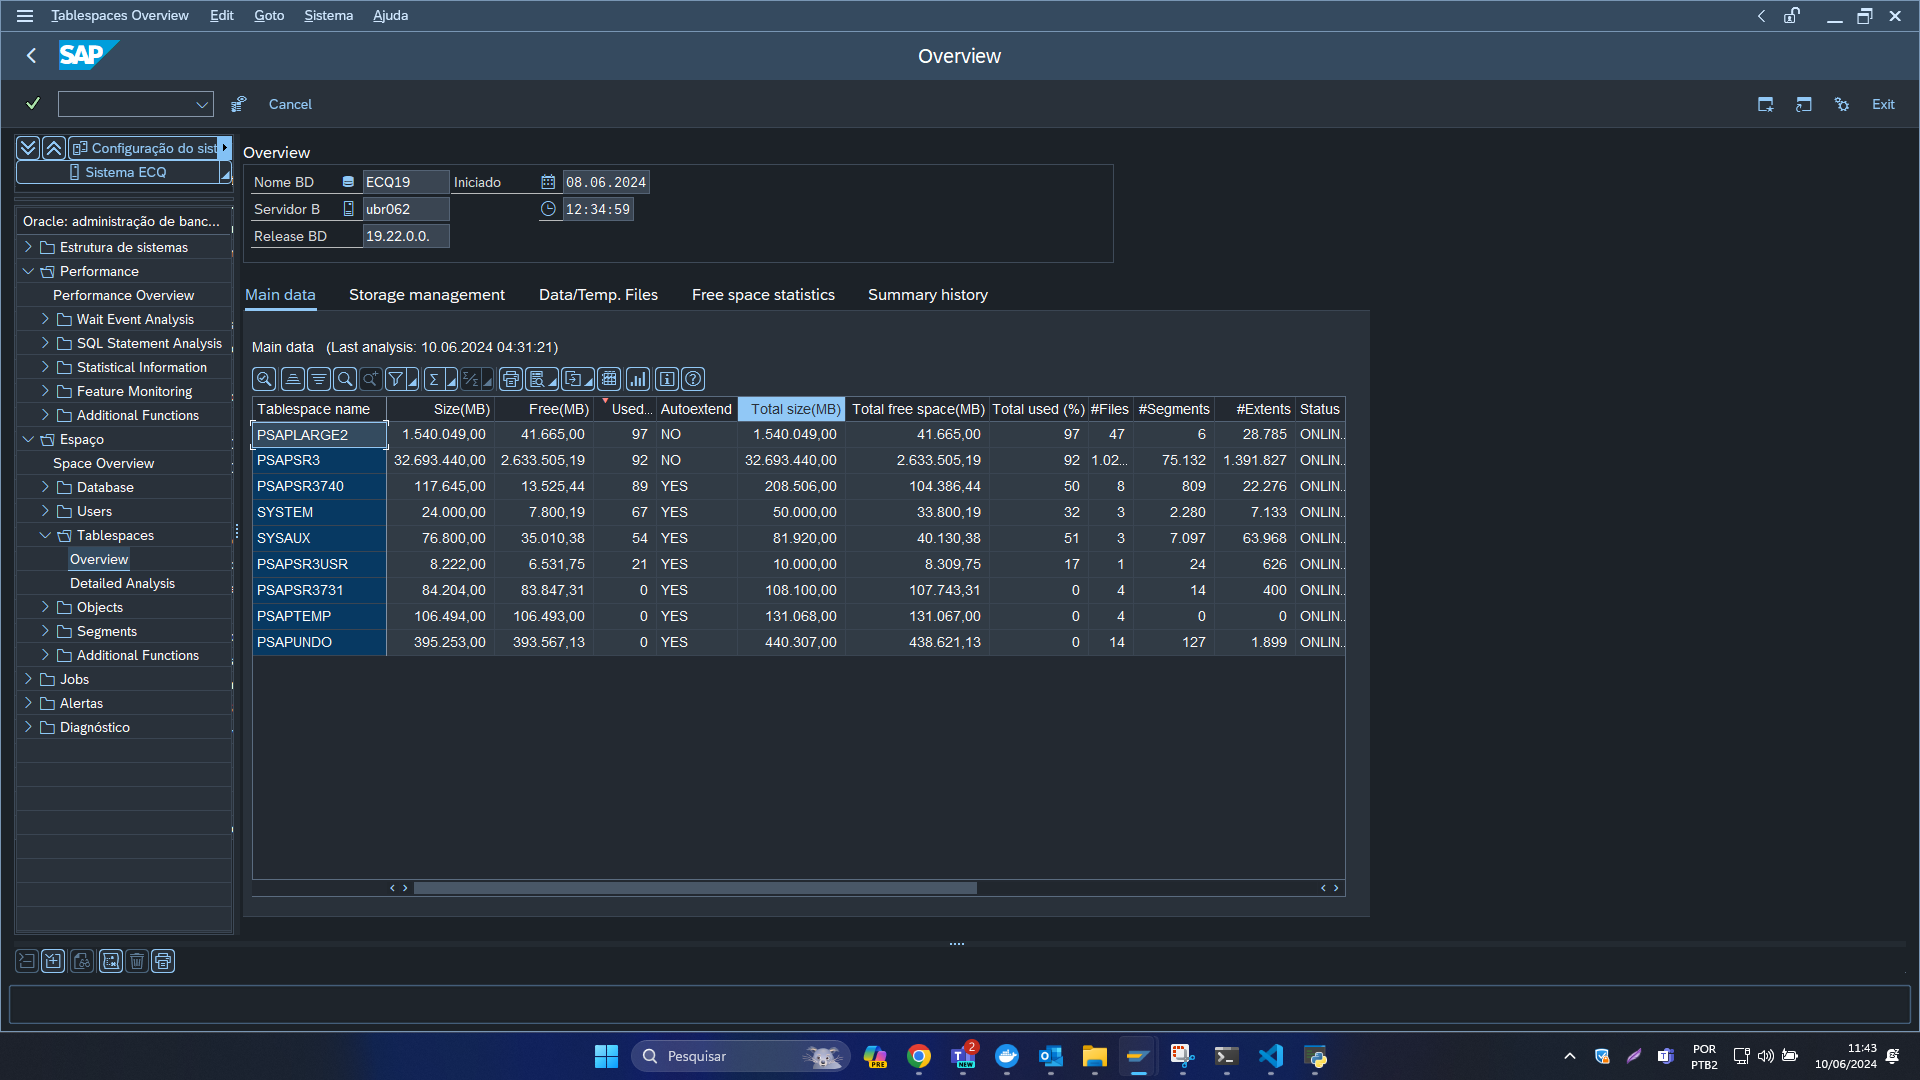 Tablespaces Overview Edit Goto Sistema Ajuda
SAP Overview
Cancel Exit
Configuração do sist
Sistema ECQ
Oracle: administração de banc...
Estrutura de sistemas
Performance
Performance Overview
Wait Event Analysis
SQL Statement Analysis
Statistical Information
Feature Monitoring
Additional Functions
Espaço
Space Overview
Database
Users
Tablespaces
Overview
Detailed Analysis
Objects
Segments
Additional Functions
Jobs
Alertas
Diagnóstico
Overview
Nome BD ECQ19 Iniciado 08.06.2024
Servidor B ubr062 12:34:59
Release BD 19.22.0.0.
Main data Storage management Data/Temp. Files Free space statistics Summary history
Main data (Last analysis: 10.06.2024 04:31:21)
Tablespace name Size(MB) Free(MB) Used... Autoextend Total size(MB) Total free space(MB) Total used (%) #Files #Segments #Extents Status
PSAPLARGE2 1.540.049,00 41.665,00 97 NO 1.540.049,00 41.665,00 97 47 6 28.785 ONLIN..
PSAPSR3 32.693.440,00 2.633.505,19 92 NO 32.693.440,00 2.633.505,19 92 1.02... 75.132 1.391.827 ONLIN..
PSAPSR3740 117.645,00 13.525,44 89 YES 208.506,00 104.386,44 50 8 809 22.276 ONLIN..
SYSTEM 24.000,00 7.800,19 67 YES 50.000,00 33.800,19 32 3 2.280 7.133 ONLIN..
SYSAUX 76.800,00 35.010,38 54 YES 81.920,00 40.130,38 51 3 7.097 63.968 ONLIN..
PSAPSR3USR 8.222,00 6.531,75 21 YES 10.000,00 8.309,75 17 1 24 626 ONLIN..
PSAPSR3731 84.204,00 83.847,31 0 YES 108.100,00 107.743,31 0 4 14 400 ONLIN..
PSAPTEMP 106.494,00 106.493,00 0 YES 131.068,00 131.067,00 0 4 0 0 ONLIN..
PSAPUNDO 395.253,00 393.567,13 0 YES 440.307,00 438.621,13 0 14 127 1.899 ONLIN..
Pesquisar PRE NEW 2
POR 11:43
PTB2 10/06/2024